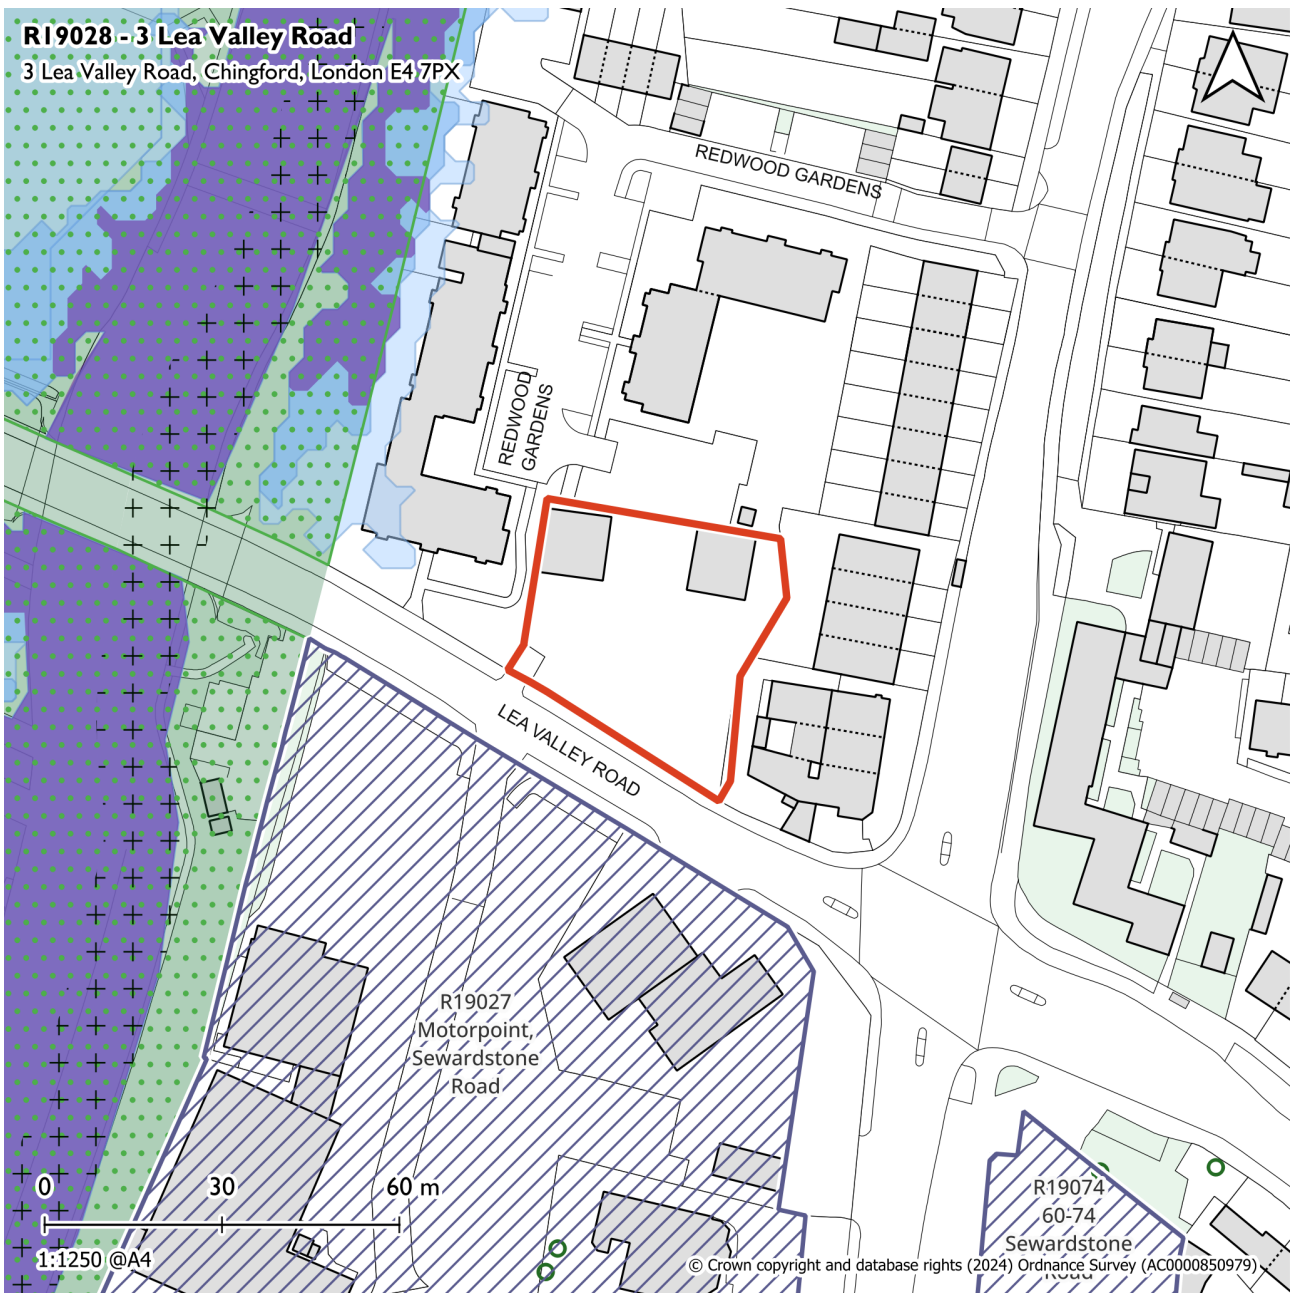 R19028 - 3 Lea Valley Road
3 Lea Valley Road, Chingford, London E4 7PX
REDWOOD GARDENS
REDWOOD
GARDENS
LEA VALLEY ROAD
R19027
Motorpoint,
Sewardstone
Road
R19074
60-74
Sewardstone
Road
0 30 60 m
1:1250 @A4
© Crown copyright and database rights (2024) Ordnance Survey (AC0000850979)